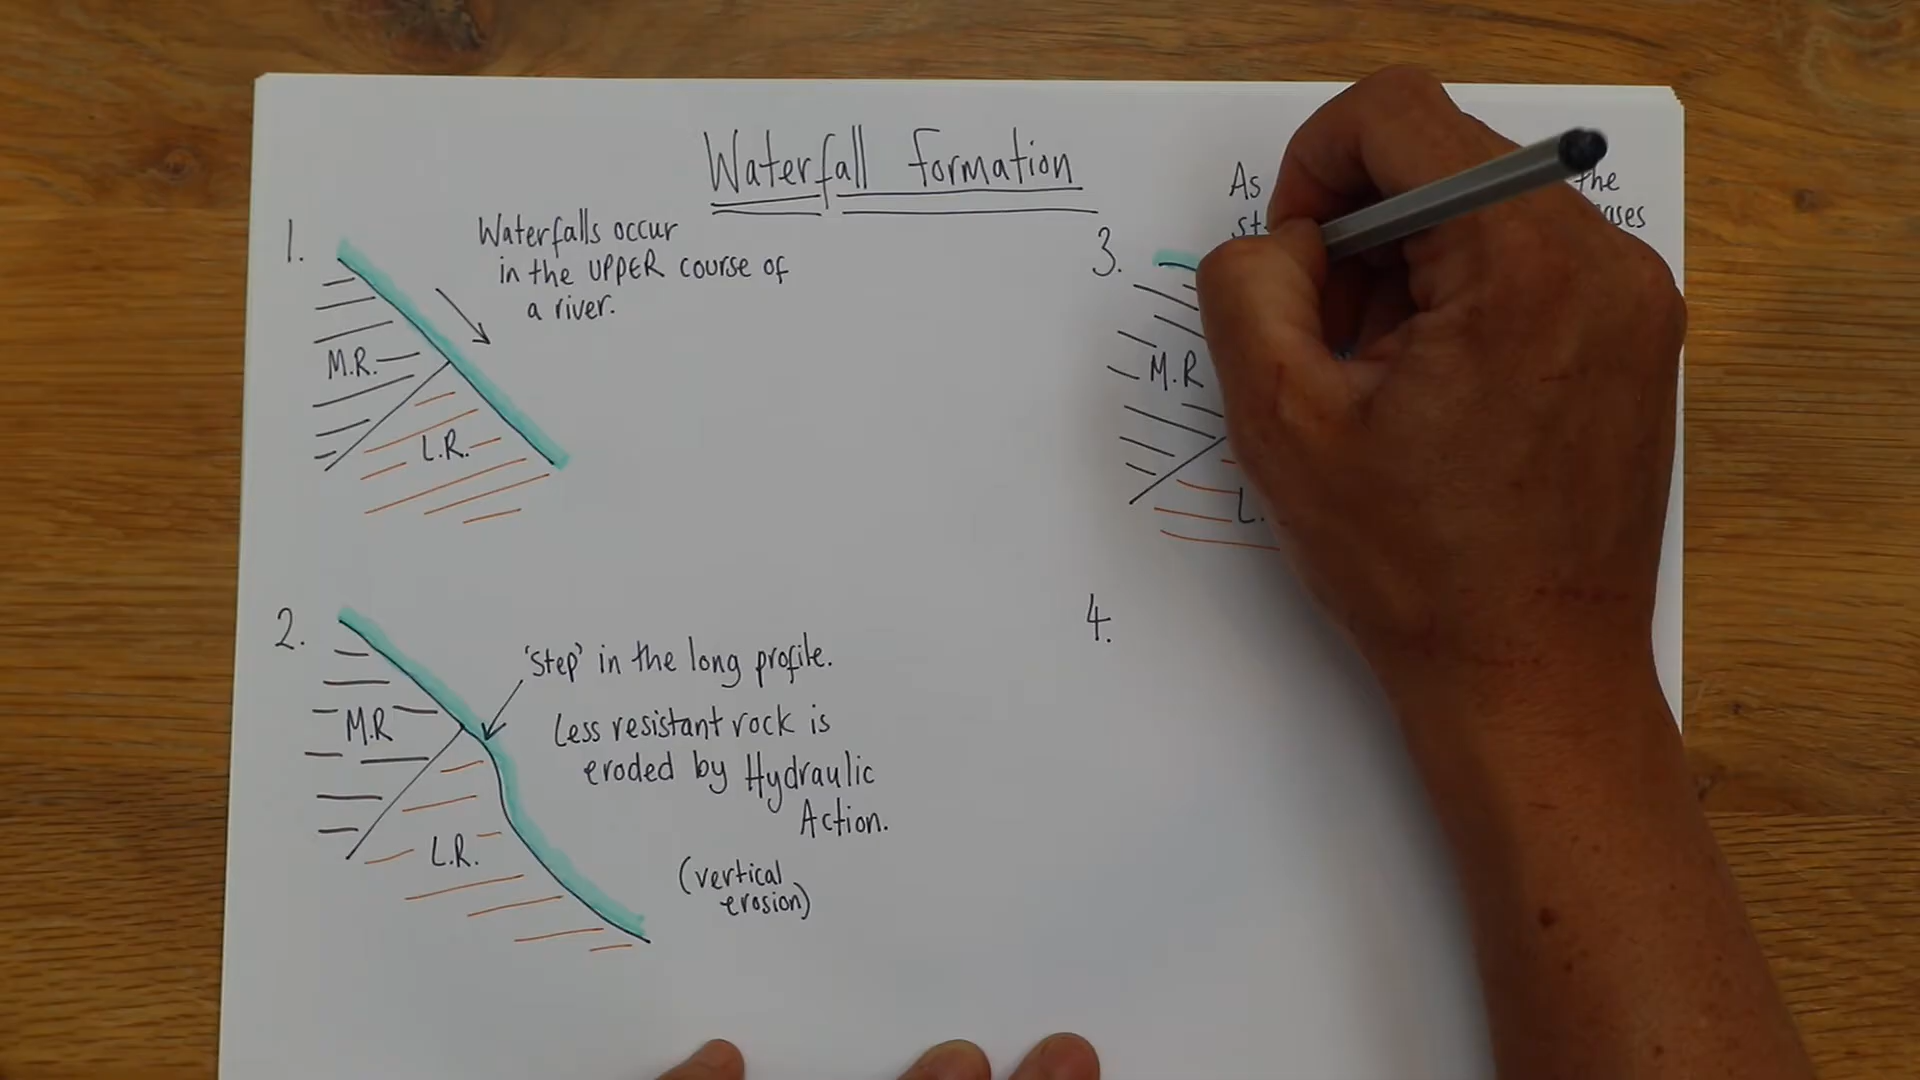 Waterfall Formation
1.
Waterfalls occur
in the UPPER course of
a river.
M.R.
L.R.
2.
'Step' in the long profile.
Less resistant rock is
eroded by Hydraulic
Action.
(vertical
erosion)
M.R
L.R.
3.
As the
M.R
L.
4.